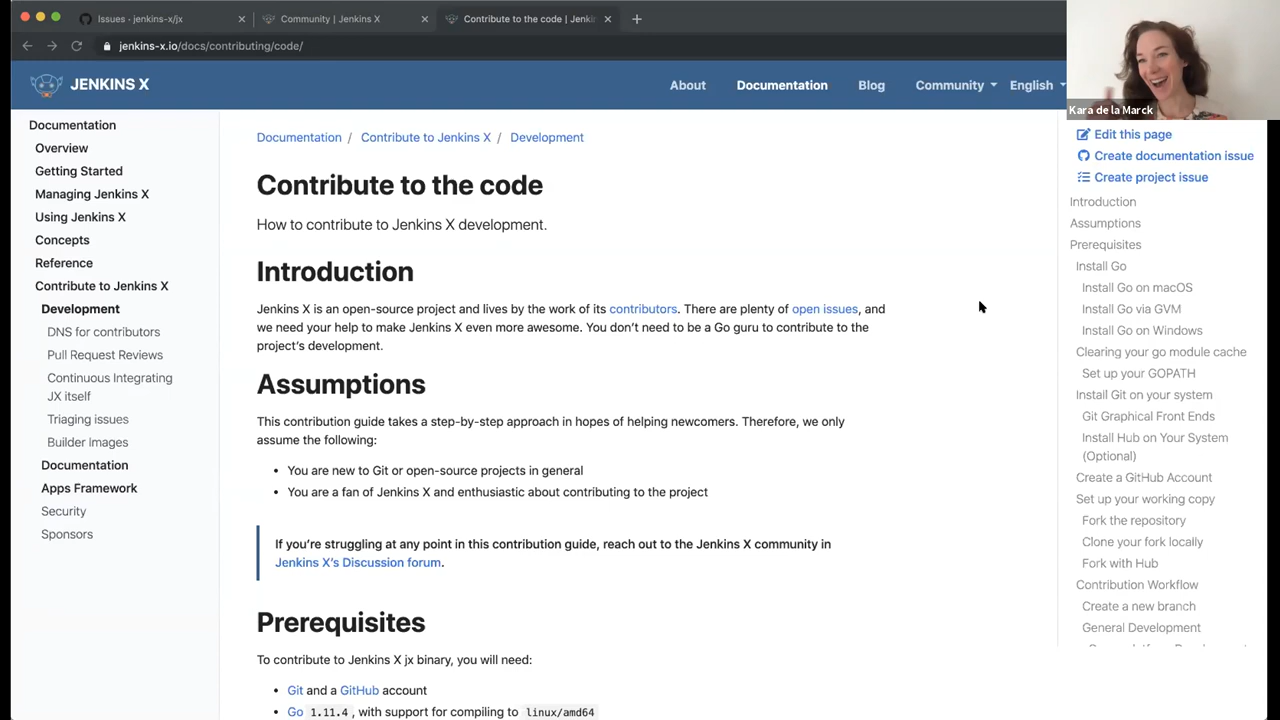 Issues · jenkins-x/jx
Community | Jenkins X
Contribute to the code | Jenki
jenkins-x.io/docs/contributing/code/
JENKINS X
About
Documentation
Blog
Community
English
Kara de la Marck
Documentation
Overview
Getting Started
Managing Jenkins X
Using Jenkins X
Concepts
Reference
Contribute to Jenkins X
Development
DNS for contributors
Pull Request Reviews
Continuous Integrating
JX itself
Triaging issues
Builder Images
Documentation
Apps Framework
Security
Sponsors
Documentation / Contribute to Jenkins X / Development
Contribute to the code
How to contribute to Jenkins X development.
Introduction
Jenkins X is an open-source project and lives by the work of its contributors. There are plenty of open issues, and
we need your help to make Jenkins X even more awesome. You don't need to be a Go guru to contribute to the
project's development.
Assumptions
This contribution guide takes a step-by-step approach in hopes of helping newcomers. Therefore, we only
assume the following:
• You are new to Git or open-source projects in general
• You are a fan of Jenkins X and enthusiastic about contributing to the project
If you're struggling at any point in this contribution guide, reach out to the Jenkins X community in
Jenkins X's Discussion forum.
Prerequisites
To contribute to Jenkins X jx binary, you will need:
• Git and a GitHub account
• Go 1.11.4 , with support for compiling to linux/amd64
Edit this page
Create documentation issue
Create project issue
Introduction
Assumptions
Prerequisites
Install Go
Install Go on macOS
Install Go via GVM
Install Go on Windows
Clearing your go module cache
Set up your GOPATH
Install Git on your system
Git Graphical Front Ends
Install Hub on Your System
(Optional)
Create a GitHub Account
Set up your working copy
Fork the repository
Clone your fork locally
Fork with Hub
Contribution Workflow
Create a new branch
General Development